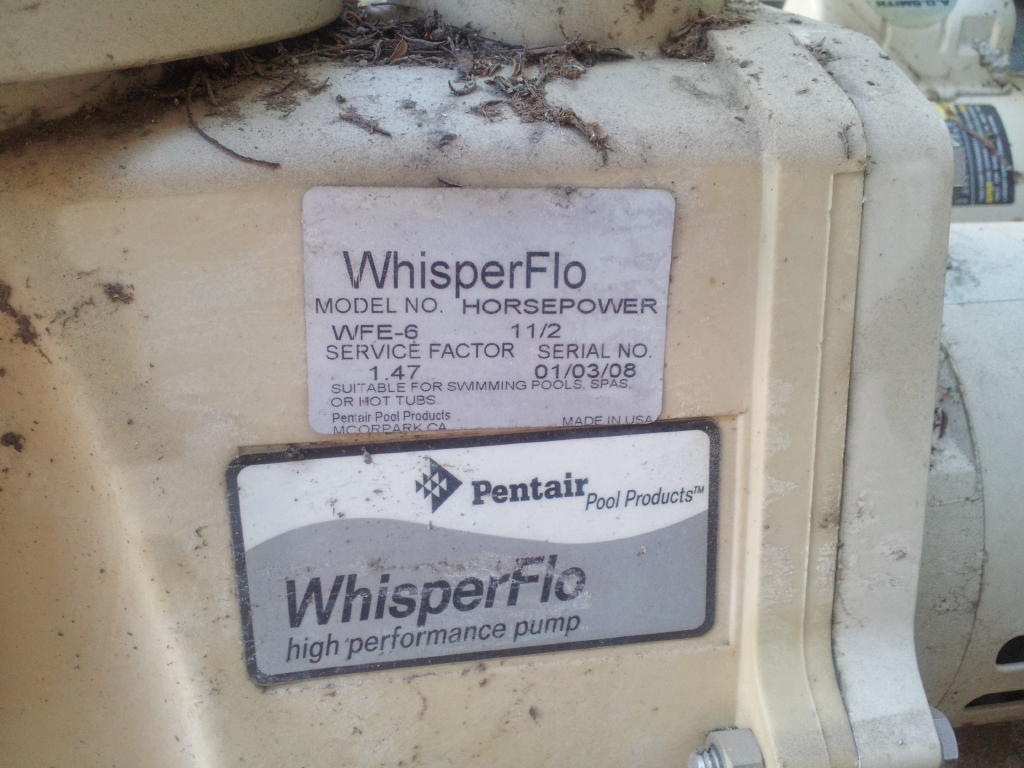 A.O.SMITH
WhisperFlo
MODEL NO. HORSEPOWER
WFE-6 11/2
SERVICE FACTOR SERIAL NO.
1.47 01/03/08
SUITABLE FOR SWIMMING POOLS, SPAS,
OR HOT TUBS.
Pentair Pool Products MADE IN USA
MOORPARK CA
Pentair Pool Products™
WhisperFlo
high performance pump